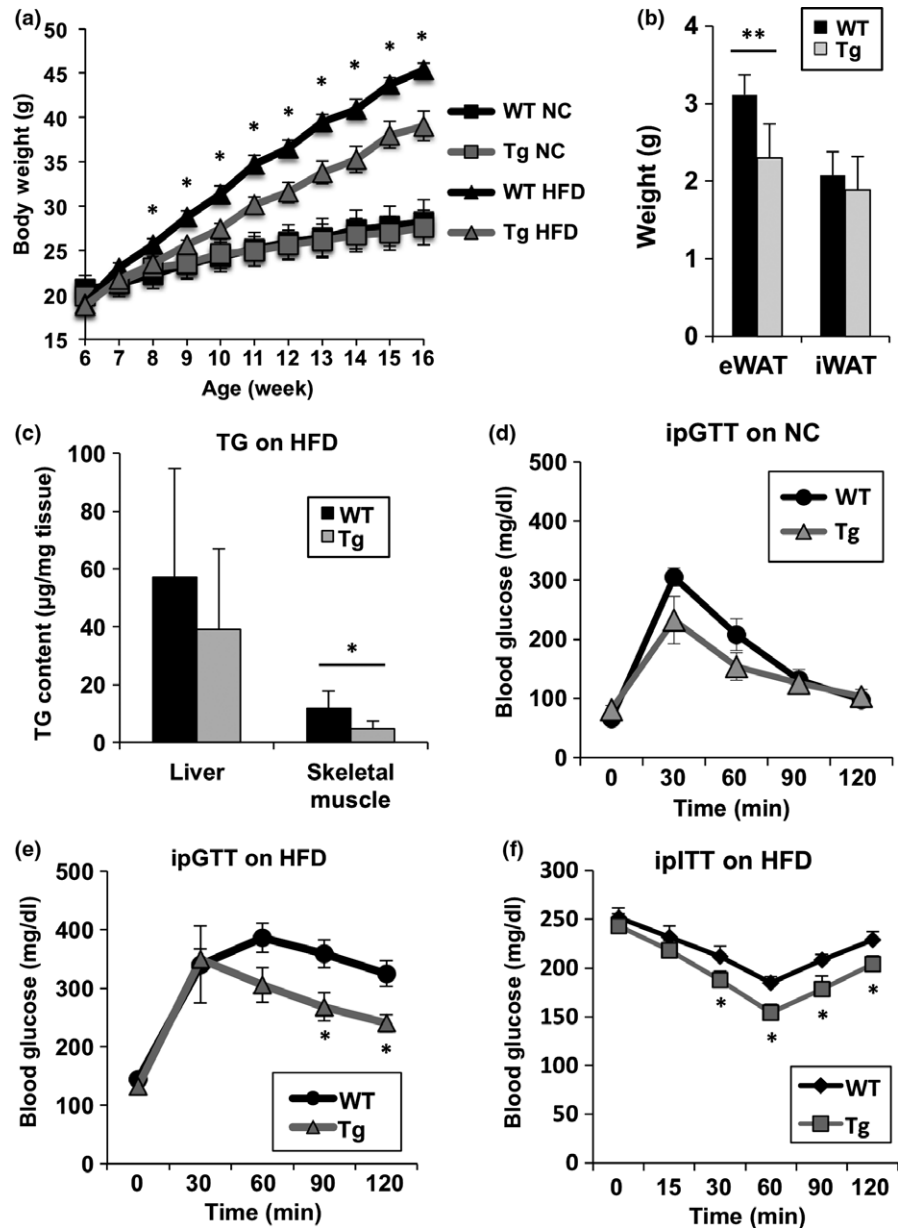 (a)
50
45
40
35
30
25
20
15
Body weight (g)
* * * * * * * * *
6 7 8 9 10 11 12 13 14 15 16
Age (week)
WT NC
Tg NC
WT HFD
Tg HFD
(b)
4
3
2
1
0
Weight (g)
**
WT
Tg
eWAT iWAT
(c)
TG on HFD
100
80
60
40
20
0
TG content (µg/mg tissue)
WT
Tg
*
Liver Skeletal
muscle
(d)
ipGTT on NC
500
400
300
200
100
0
Blood glucose (mg/dl)
WT
Tg
0 30 60 90 120
Time (min)
(e)
ipGTT on HFD
500
400
300
200
100
0
Blood glucose (mg/dl)
* *
WT
Tg
0 30 60 90 120
Time (min)
(f)
ipITT on HFD
300
250
200
150
100
50
0
Blood glucose (mg/dl)
* * * *
WT
Tg
0 15 30 60 90 120
Time (min)